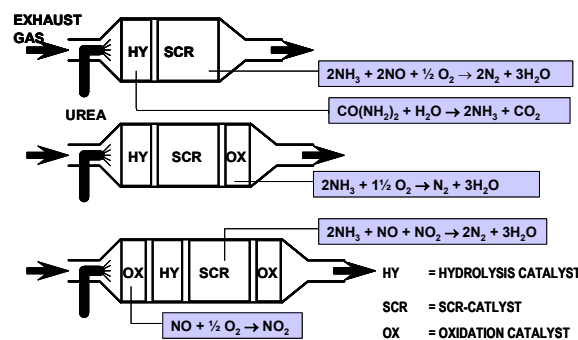 EXHAUST
GAS
HY
SCR
2NH₃ + 2NO + ½ O₂ → 2N₂ + 3H₂O
CO(NH₂)₂ + H₂O → 2NH₃ + CO₂
UREA
HY
SCR
OX
2NH₃ + 1½ O₂ → N₂ + 3H₂O
2NH₃ + NO + NO₂ → 2N₂ + 3H₂O
OX
HY
SCR
OX
HY = HYDROLYSIS CATALYST
SCR = SCR-CATLYST
OX = OXIDATION CATALYST
NO + ½ O₂ → NO₂